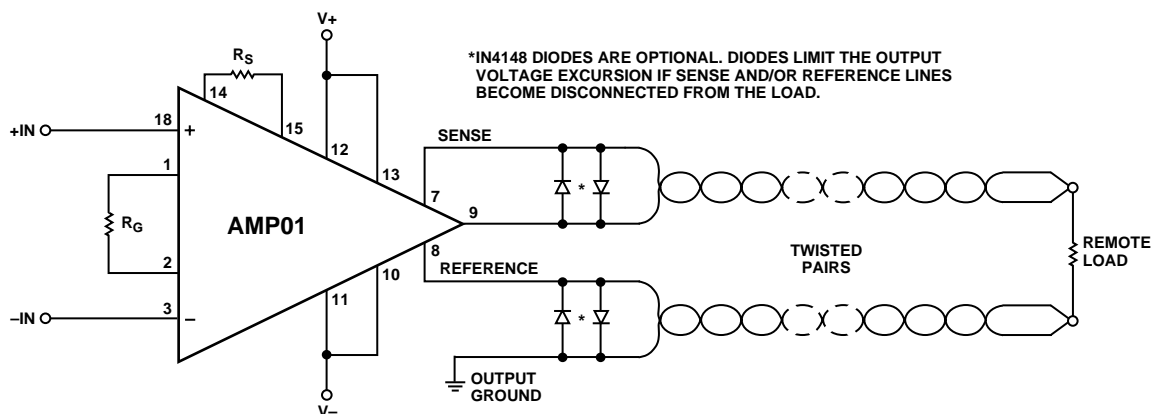 V+
R_S
*IN4148 DIODES ARE OPTIONAL. DIODES LIMIT THE OUTPUT
VOLTAGE EXCURSION IF SENSE AND/OR REFERENCE LINES
BECOME DISCONNECTED FROM THE LOAD.
14
15
+IN
18
+
12
13
SENSE
1
7
*
R_G
AMP01
9
8
TWISTED
PAIRS
REMOTE
LOAD
2
10
REFERENCE
11
–IN
3
–
*
OUTPUT
GROUND
V–